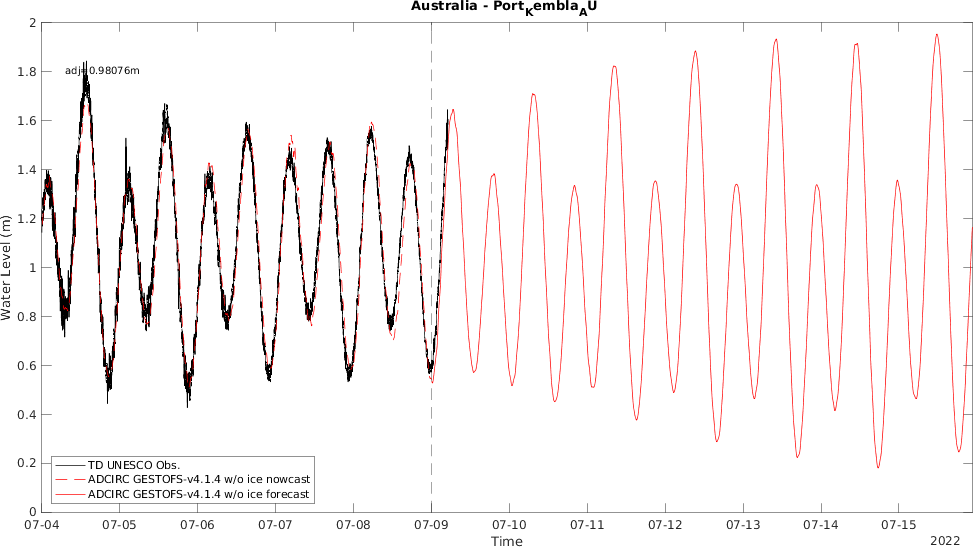 Australia - PortKemblaAU
adj=0.98076m
2
1.8
1.6
1.4
1.2
1
0.8
0.6
0.4
0.2
0
Water Level (m)
TD UNESCO Obs.
ADCIRC GESTOFS-v4.1.4 w/o ice nowcast
ADCIRC GESTOFS-v4.1.4 w/o ice forecast
07-04 07-05 07-06 07-07 07-08 07-09 07-10 07-11 07-12 07-13 07-14 07-15
Time
2022